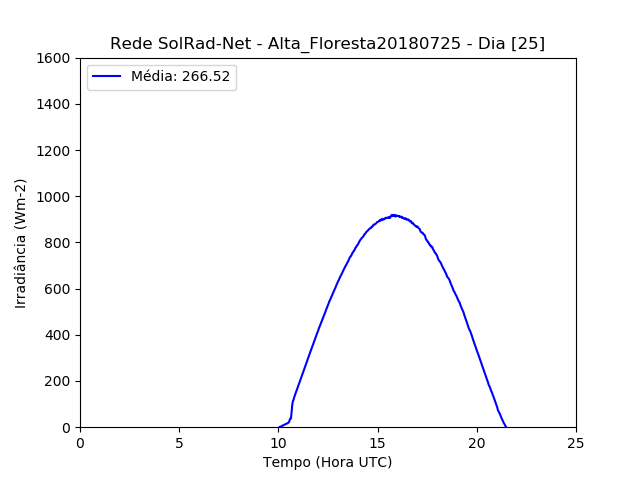 Rede SolRad-Net - Alta_Floresta20180725 - Dia [25]
Média: 266.52
1600
1400
1200
1000
800
600
400
200
0
Irradiância (Wm-2)
0 5 10 15 20 25
Tempo (Hora UTC)